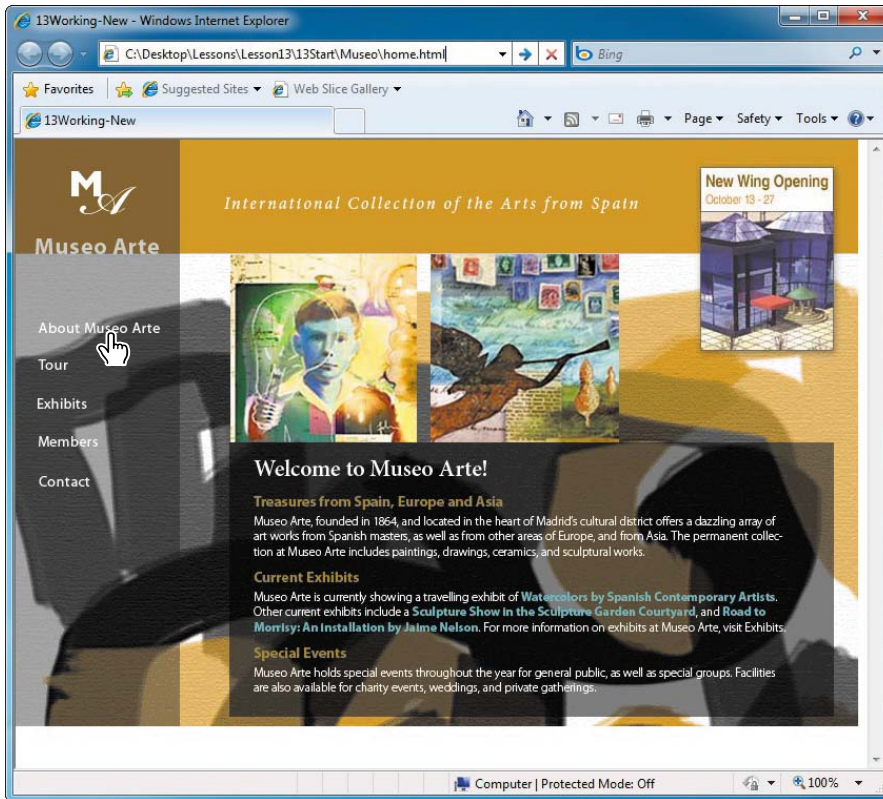 13Working-New - Windows Internet Explorer
C:\Desktop\Lessons\Lesson13\13Start\Museo\home.html
Bing
Favorites
Suggested Sites
Web Slice Gallery
13Working-New
Page
Safety
Tools
MA
Museo Arte
International Collection of the Arts from Spain
New Wing Opening
October 13 - 27
About Museo Arte
Tour
Exhibits
Members
Contact
Welcome to Museo Arte!
Treasures from Spain, Europe and Asia
Museo Arte, founded in 1864, and located in the heart of Madrid's cultural district offers a dazzling array of
art works from Spanish masters, as well as from other areas of Europe, and from Asia. The permanent collec-
tion at Museo Arte includes paintings, drawings, ceramics, and sculptural works.
Current Exhibits
Museo Arte is currently showing a travelling exhibit of Watercolors by Spanish Contemporary Artists.
Other current exhibits include a Sculpture Show in the Sculpture Garden Courtyard, and Road to
Morrisy: An Installation by Jaime Nelson. For more information on exhibits at Museo Arte, visit Exhibits.
Special Events
Museo Arte holds special events throughout the year for general public, as well as special groups. Facilities
are also available for charity events, weddings, and private gatherings.
Computer | Protected Mode: Off
100%